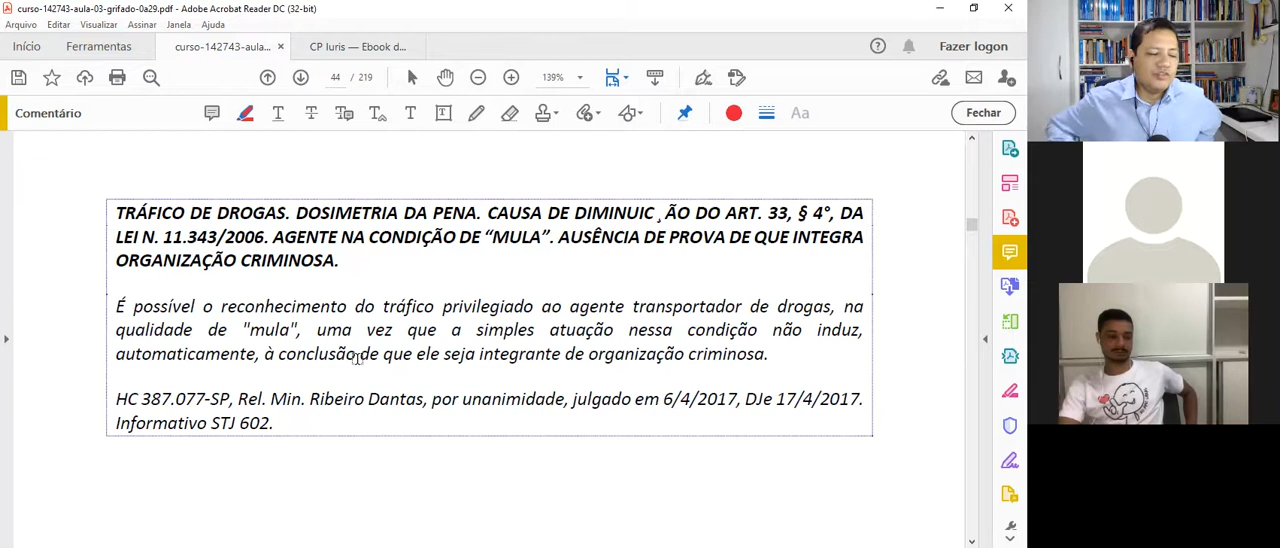 curso-142743-aula-03-grifado-0a29.pdf - Adobe Acrobat Reader DC (32-bit)
Arquivo Editar Visualizar Assinar Janela Ajuda
Início Ferramentas curso-142743-aula... × CP Iuris — Ebook d... Fazer logon
44 / 219 139%
Comentário Aa Fechar
TRÁFICO DE DROGAS. DOSIMETRIA DA PENA. CAUSA DE DIMINUIC ̧ÃO DO ART. 33, § 4°, DA
LEI N. 11.343/2006. AGENTE NA CONDIÇÃO DE “MULA”. AUSÊNCIA DE PROVA DE QUE INTEGRA
ORGANIZAÇÃO CRIMINOSA.
É possível o reconhecimento do tráfico privilegiado ao agente transportador de drogas, na
qualidade de "mula", uma vez que a simples atuação nessa condição não induz,
automaticamente, à conclusão de que ele seja integrante de organização criminosa.
HC 387.077-SP, Rel. Min. Ribeiro Dantas, por unanimidade, julgado em 6/4/2017, DJe 17/4/2017.
Informativo STJ 602.